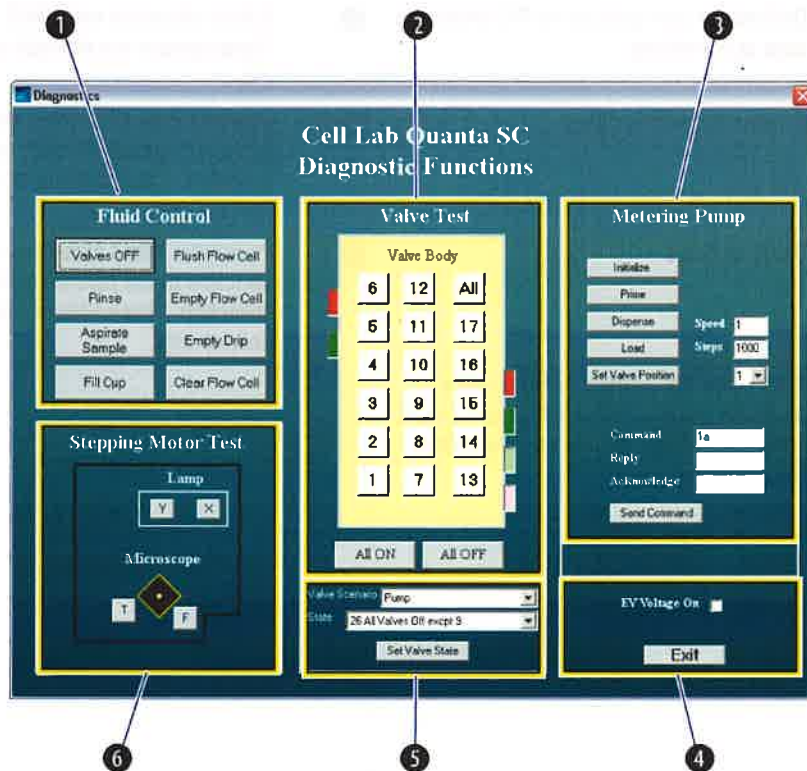 1 2 3
Diagnostics
Cell Lab Quanta SC
Diagnostic Functions
Fluid Control
Valves OFF Flush Flow Cell
Rinse Empty Flow Cell
Aspirate Sample Empty Drip
Fill Cup Clear Flow Cell
Valve Test
Valve Body
6 12 All
5 11 17
4 10 16
3 9 15
2 8 14
1 7 13
All ON All OFF
Metering Pump
Initialize
Prime
Dispense Speed 1
Load Steps 1000
Set Valve Position 1
Command 1a
Reply
Acknowledge
Send Command
Stepping Motor Test
Lamp
Y X
Microscope
T F
Valve Scenario Pump
State 26 All Valves Off excpt 9
Set Valve State
EV Voltage On
Exit
6 5 4